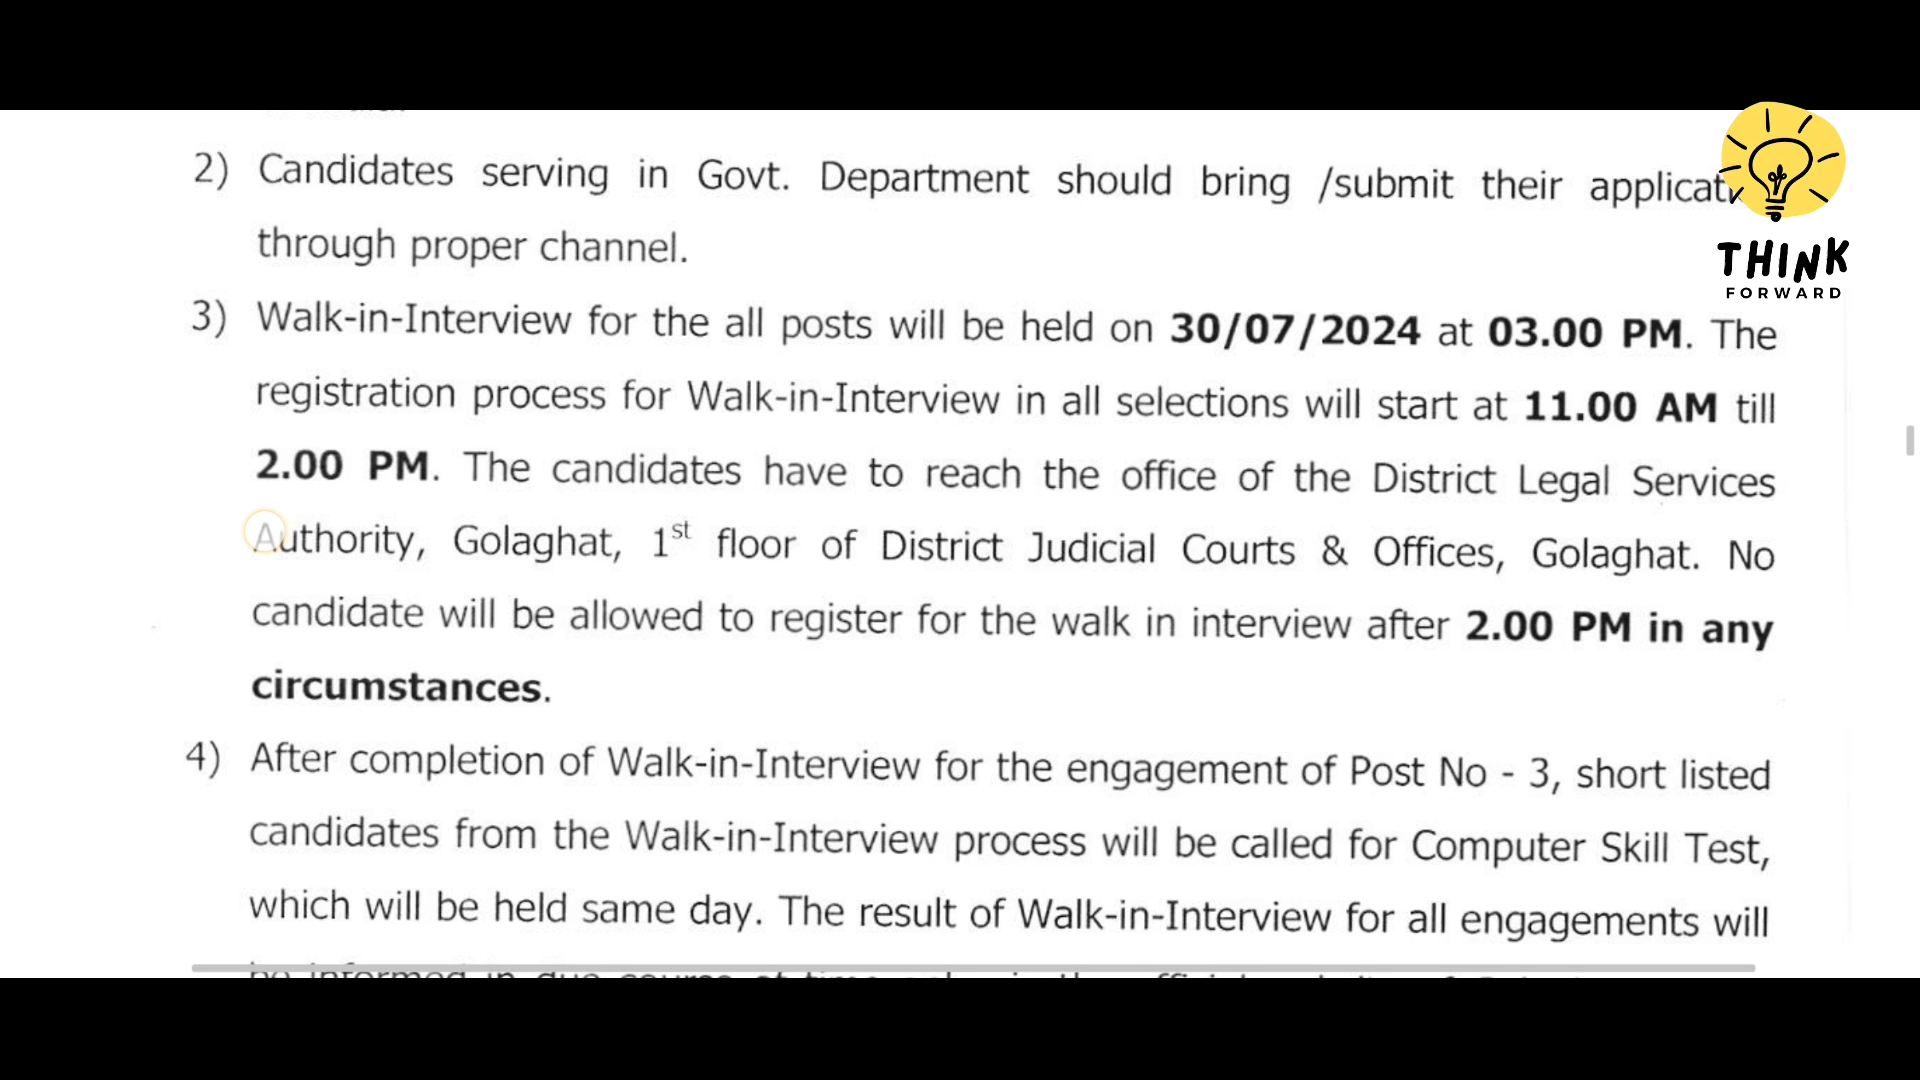 2) Candidates serving in Govt. Department should bring /submit their
through proper channel.
3) Walk-in-Interview for the all posts will be held on 30/07/2024 at 03.00 PM. The
registration process for Walk-in-Interview in all selections will start at 11.00 AM till
2.00 PM. The candidates have to reach the office of the District Legal Services
Authority, Golaghat, 1st floor of District Judicial Courts & Offices, Golaghat. No
candidate will be allowed to register for the walk in interview after 2.00 PM in any
circumstances.
4) After completion of Walk-in-Interview for the engagement of Post No - 3, short listed
candidates from the Walk-in-Interview process will be called for Computer Skill Test,
which will be held same day. The result of Walk-in-Interview for all engagements will
THINK
FORWARD